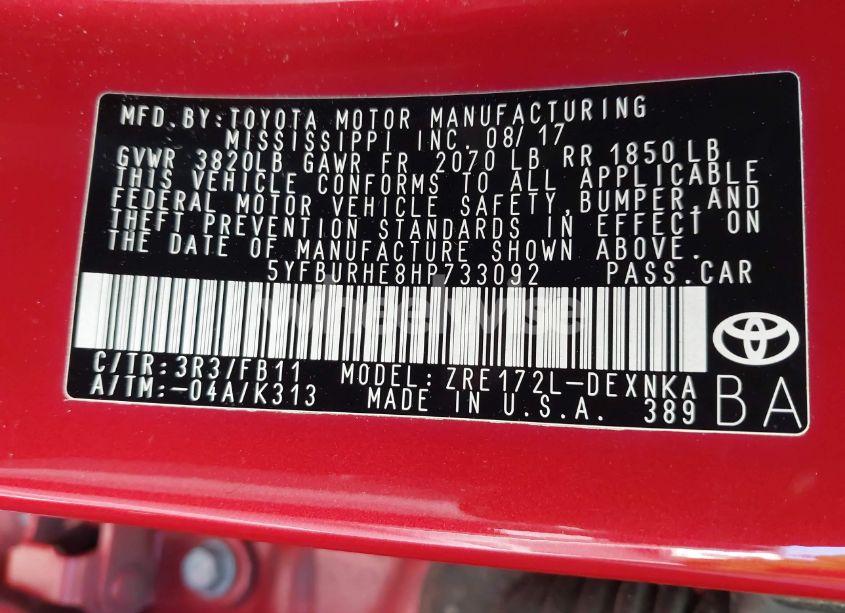 MFD. BY: TOYOTA MOTOR MANUFACTURING
MISSISSIPPI INC. 08/17
GVWR 3820LB GAWR FR 2070 LB RR 1850 LB
THIS VEHICLE CONFORMS TO ALL APPLICABLE
FEDERAL MOTOR VEHICLE SAFETY, BUMPER, AND
THEFT PREVENTION STANDARDS IN EFFECT ON
THE DATE OF MANUFACTURE SHOWN ABOVE.
5YFBURHE8HP733092 PASS.CAR
wheelwise
C/TR:3R3/FB11 MODEL: ZRE172L-DEXNKA
A/TM:-04A/K313 MADE IN U.S.A. 389
BA